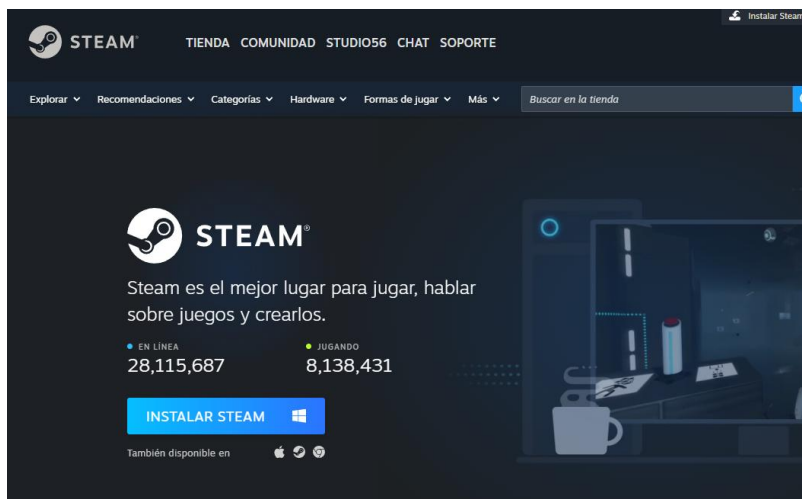 Instalar Steam
STEAM®
TIENDA COMUNIDAD STUDIO56 CHAT SOPORTE
Explorar Recomendaciones Categorías Hardware Formas de jugar Más Buscar en la tienda
STEAM®
Steam es el mejor lugar para jugar, hablar
sobre juegos y crearlos.
EN LÍNEA JUGANDO
28,115,687 8,138,431
INSTALAR STEAM
También disponible en